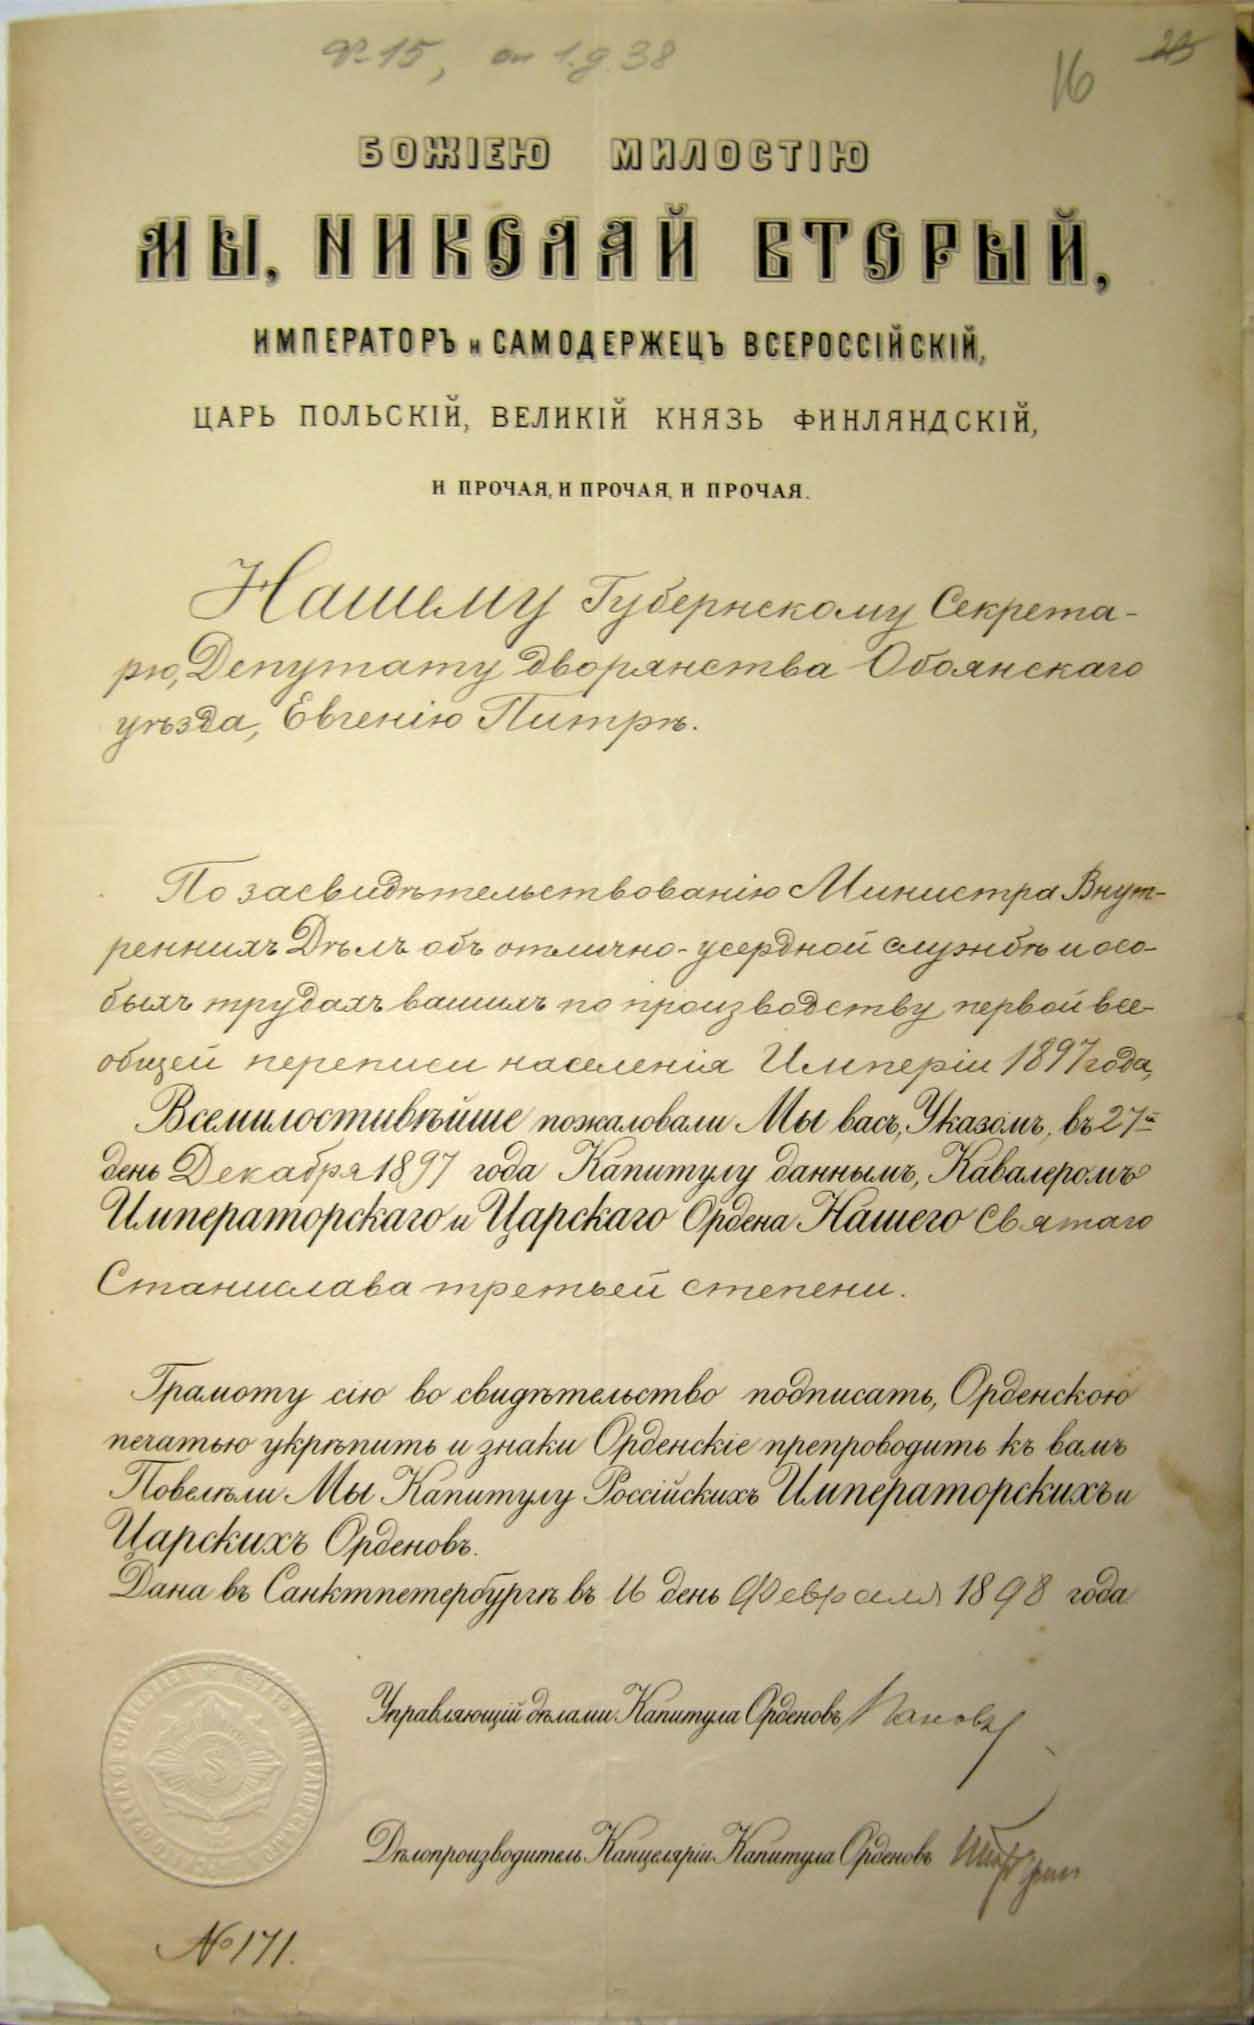 15, оп 1. д. 38
16
БОЖІЕЮ МИЛОСТІЮ
МЫ, НИКОЛАЙ ВТОРЫЙ,
ИМПЕРАТОРЪ и САМОДЕРЖЕЦЪ ВСЕРОССІЙСКІЙ,
ЦАРЬ ПОЛЬСКІЙ, ВЕЛИКІЙ КНЯЗЬ ФИНЛЯНДСКІЙ,
И ПРОЧАЯ, И ПРОЧАЯ, И ПРОЧАЯ.
Нашему Губернскому Секрета-
рю, Депутату дворянства Обоянскаго
уѣзда, Евгенію Питрѣ.
По засвидѣтельствованію Министра Внут-
реннихъ Дѣлъ объ отлично-усердной службѣ и осо-
быхъ трудахъ вашихъ по производству первой все-
общей переписи населенія Имперіи 1897 года,
Всемилостивѣйше пожаловали Мы васъ, Указомъ, въ 27й
день Декабря 1897 года Капитулу даннымъ, Кавалеромъ
Императорскаго и Царскаго Ордена Нашего Святаго
Станислава третьей степени.
Грамоту сію во свидѣтельство подписать, Орденскою
печатью укрѣпить и знаки Орденскіе препроводить къ вамъ
Повелѣли Мы Капитулу Россійскихъ Императорскихъ и
Царскихъ Орденовъ.
Дана въ Санктпетербургѣ въ 16 день Февраля 1898 года
Управляющій дѣлами Капитула Орденовъ
Дѣлопроизводитель Канцеляріи Капитула Орденовъ
№ 171.